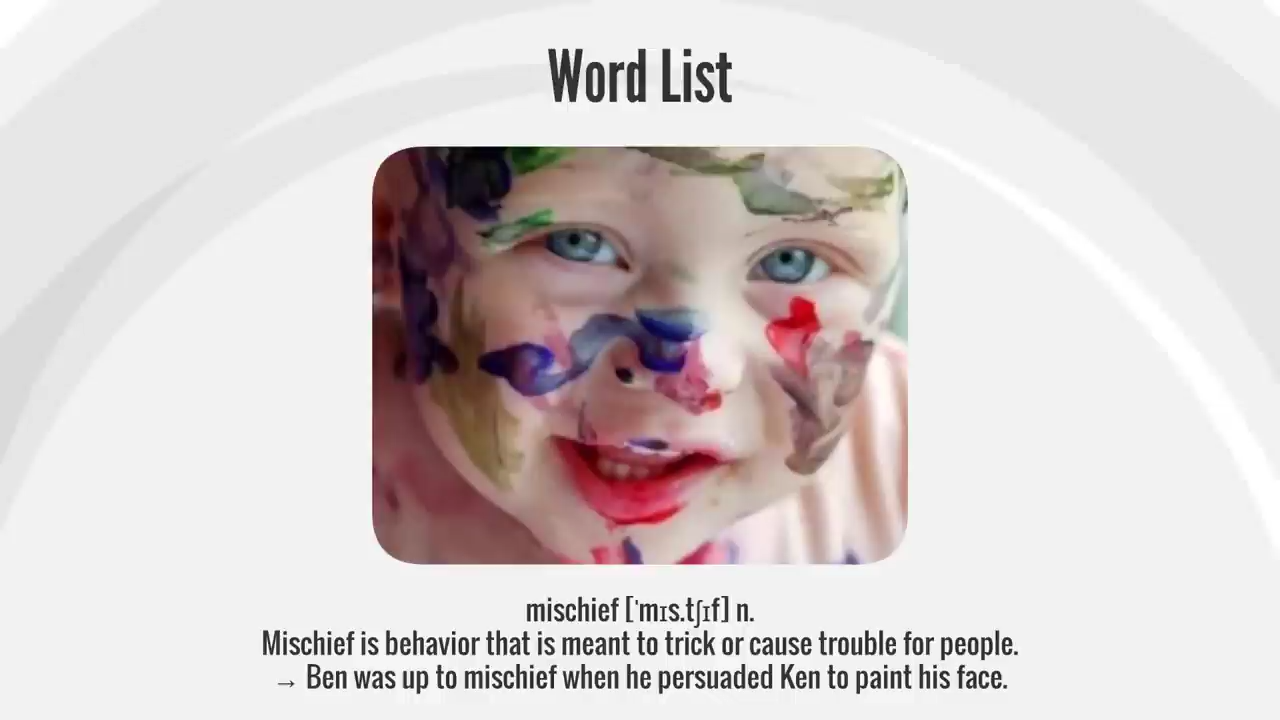 Word List
mischief [ˈmɪs.tʃɪf] n.
Mischief is behavior that is meant to trick or cause trouble for people.
→ Ben was up to mischief when he persuaded Ken to paint his face.